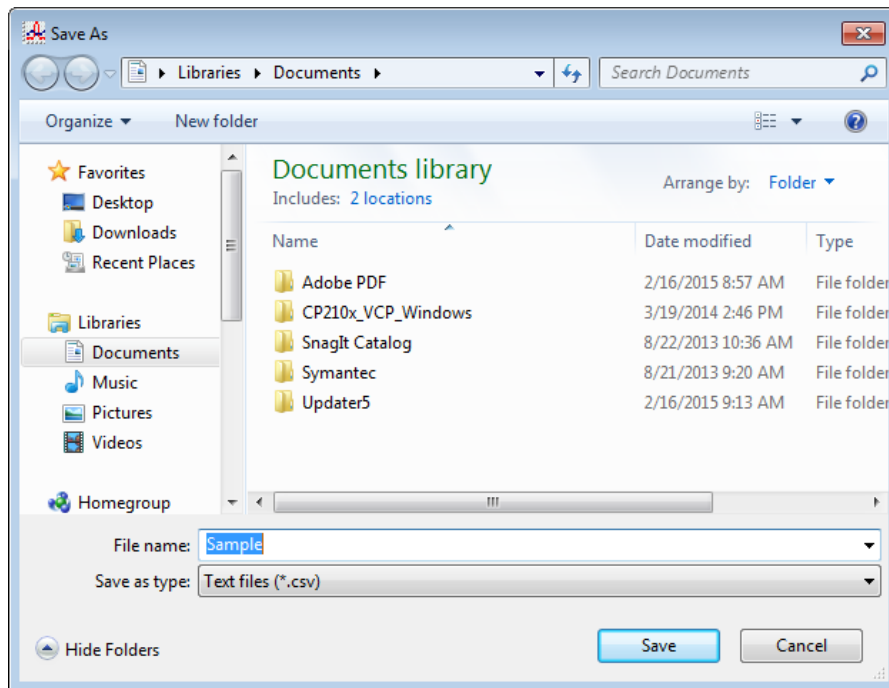 Save As
Libraries Documents
Search Documents
Organize New folder
Favorites
Desktop
Downloads
Recent Places
Libraries
Documents
Music
Pictures
Videos
Homegroup
Documents library
Includes: 2 locations
Arrange by: Folder
Name Date modified Type
Adobe PDF 2/16/2015 8:57 AM File folder
CP210x_VCP_Windows 3/19/2014 2:46 PM File folder
SnagIt Catalog 8/22/2013 10:36 AM File folder
Symantec 8/21/2013 9:20 AM File folder
Updater5 2/16/2015 9:13 AM File folder
File name: Sample
Save as type: Text files (*.csv)
Hide Folders
Save Cancel